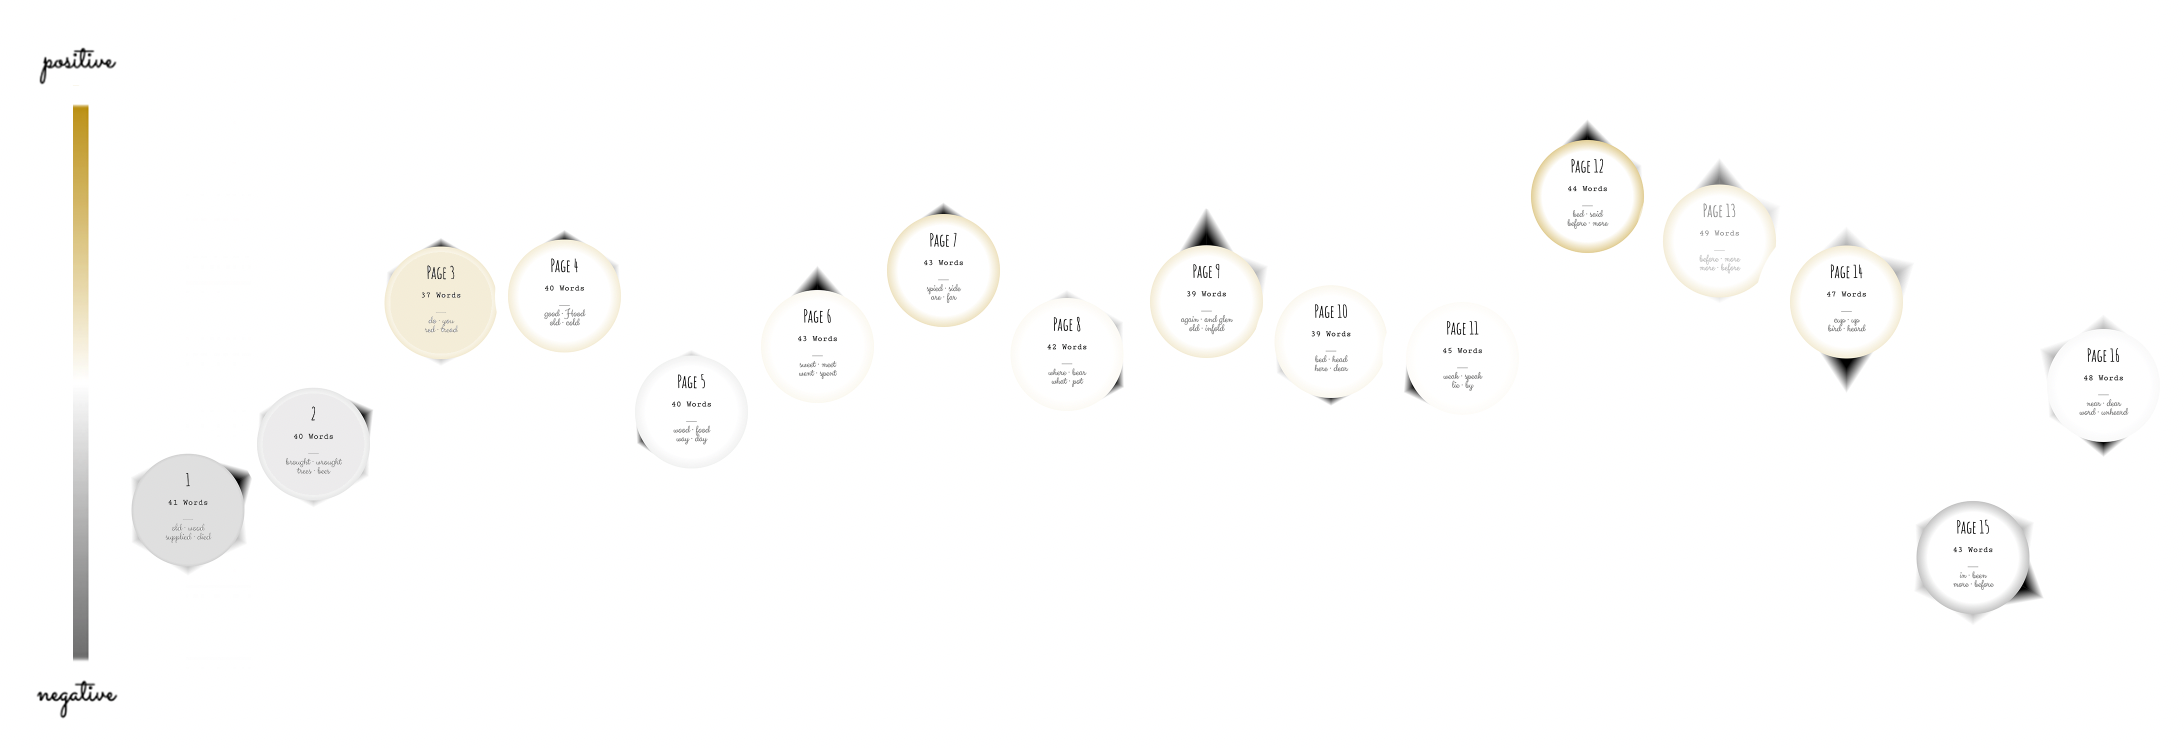 positive
1
41 Words
old · wood
supplied · died
2
40 Words
brought · wrought
trees · bees
Page 3
37 Words
do · you
red · bread
Page 4
40 Words
good · Hood
old · cold
Page 5
40 Words
wood · food
way · day
Page 6
43 Words
sweet · meet
went · spent
Page 7
43 Words
spied · side
are · far
Page 8
42 Words
where · bear
what · pot
Page 9
39 Words
again · and glen
old · infold
Page 10
39 Words
bed · head
here · dear
Page 11
45 Words
weak · speak
lie · by
Page 12
44 Words
bed · said
before · more
Page 13
49 Words
before · more
more · before
Page 14
47 Words
cup · up
bird · heard
Page 15
43 Words
in · been
more · before
Page 16
48 Words
near · dear
word · unheard
negative